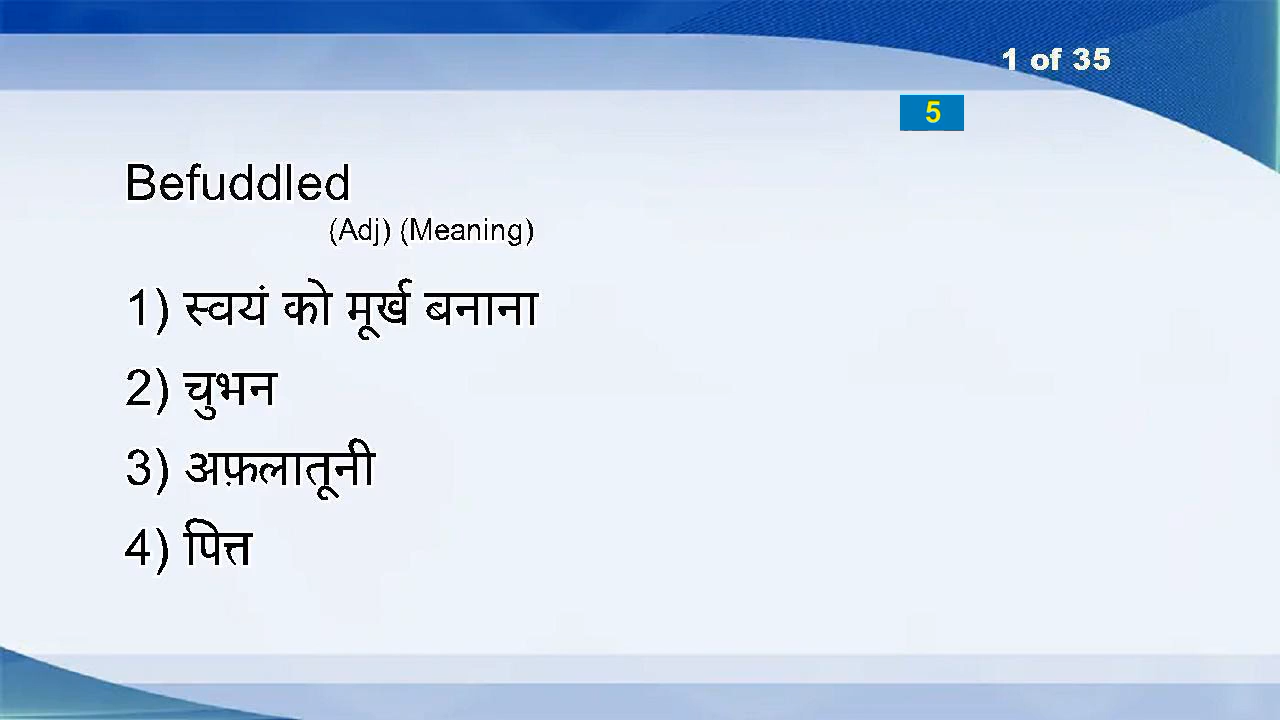 1 of 35
5
Befuddled
(Adj) (Meaning)
1) स्वयं को मूर्ख बनाना
2) चुभन
3) अफ़लातूनी
4) पित्त